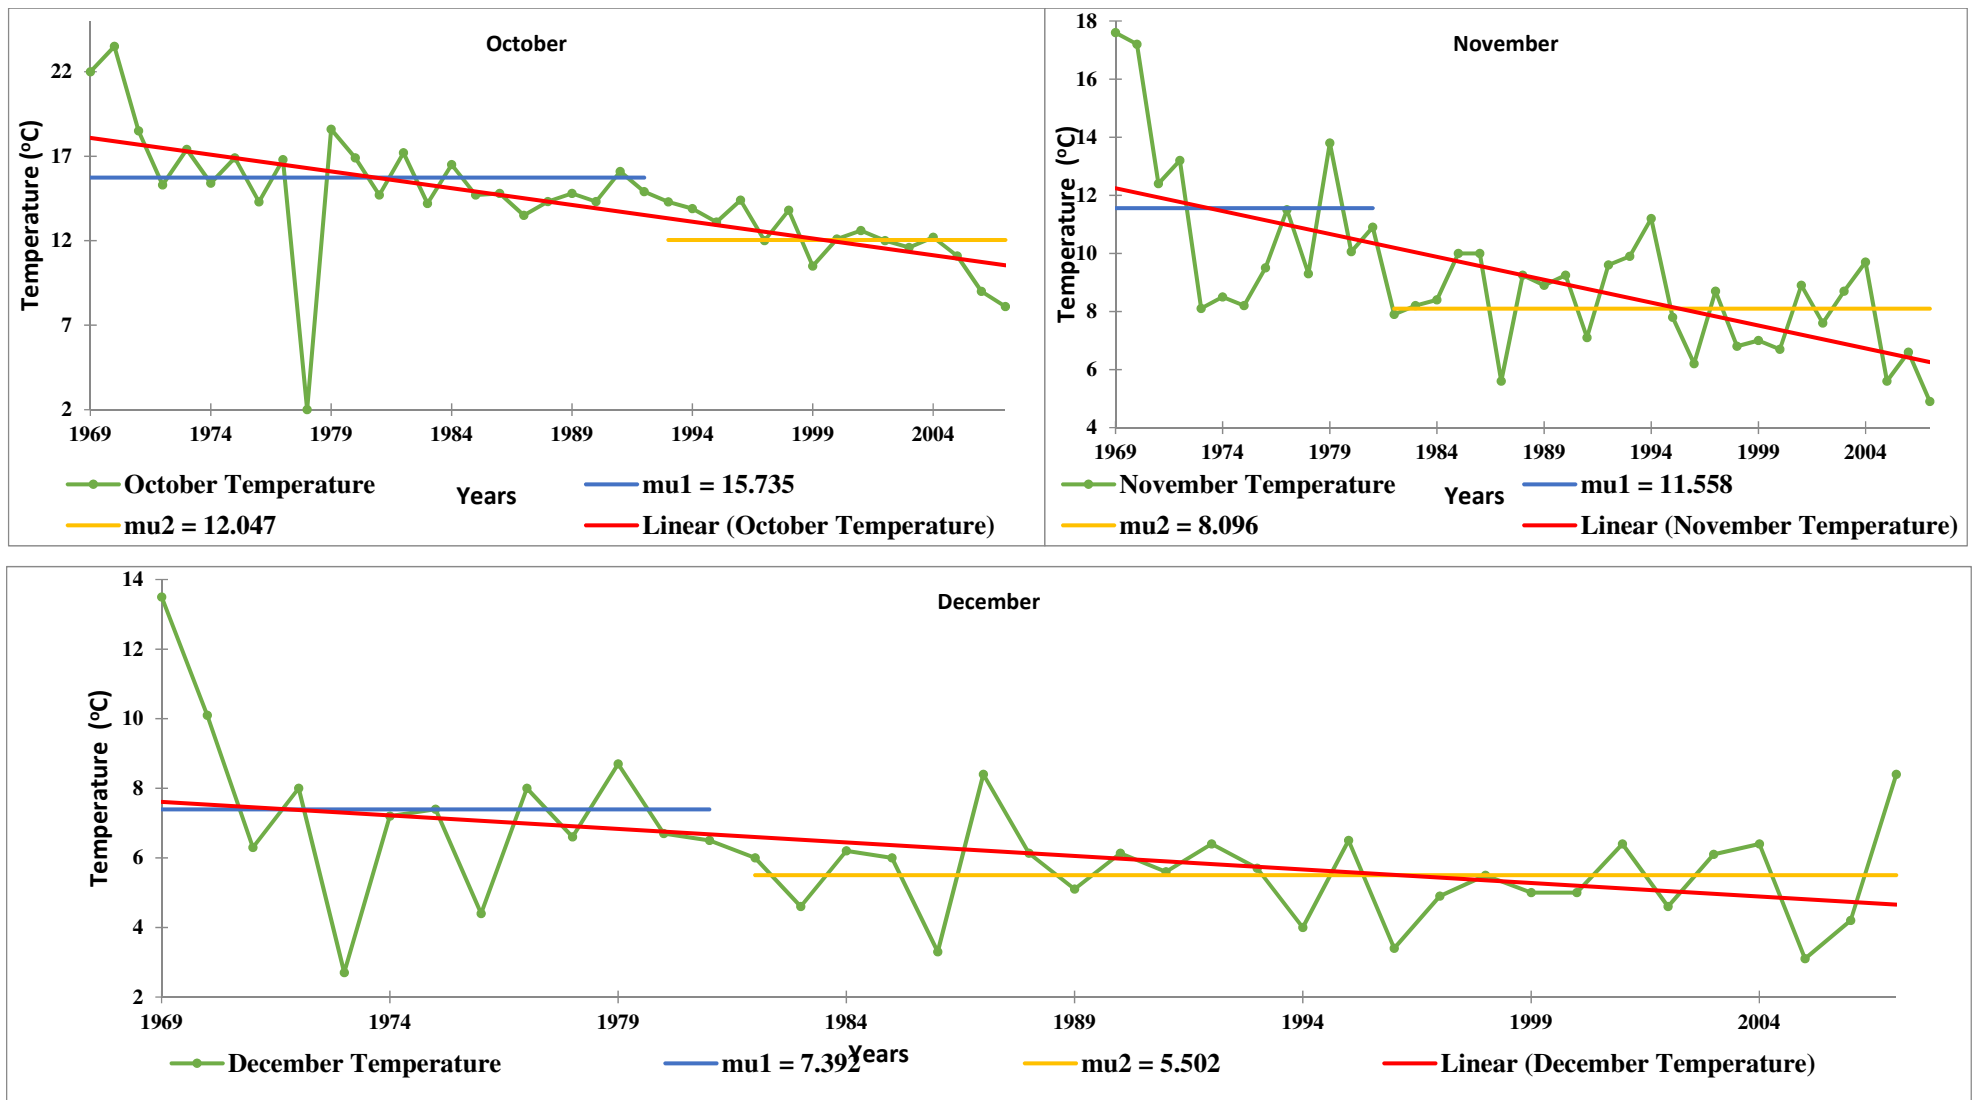 October
Temperature (ºC)
22
17
12
7
2
1969 1974 1979 1984 1989 1994 1999 2004
Years
October Temperature
mu1 = 15.735
mu2 = 12.047
Linear (October Temperature)
November
Temperature (ºC)
18
16
14
12
10
8
6
4
1969 1974 1979 1984 1989 1994 1999 2004
Years
November Temperature
mu1 = 11.558
mu2 = 8.096
Linear (November Temperature)
December
Temperature (ºC)
14
12
10
8
6
4
2
1969 1974 1979 1984 1989 1994 1999 2004
Years
December Temperature
mu1 = 7.392
mu2 = 5.502
Linear (December Temperature)